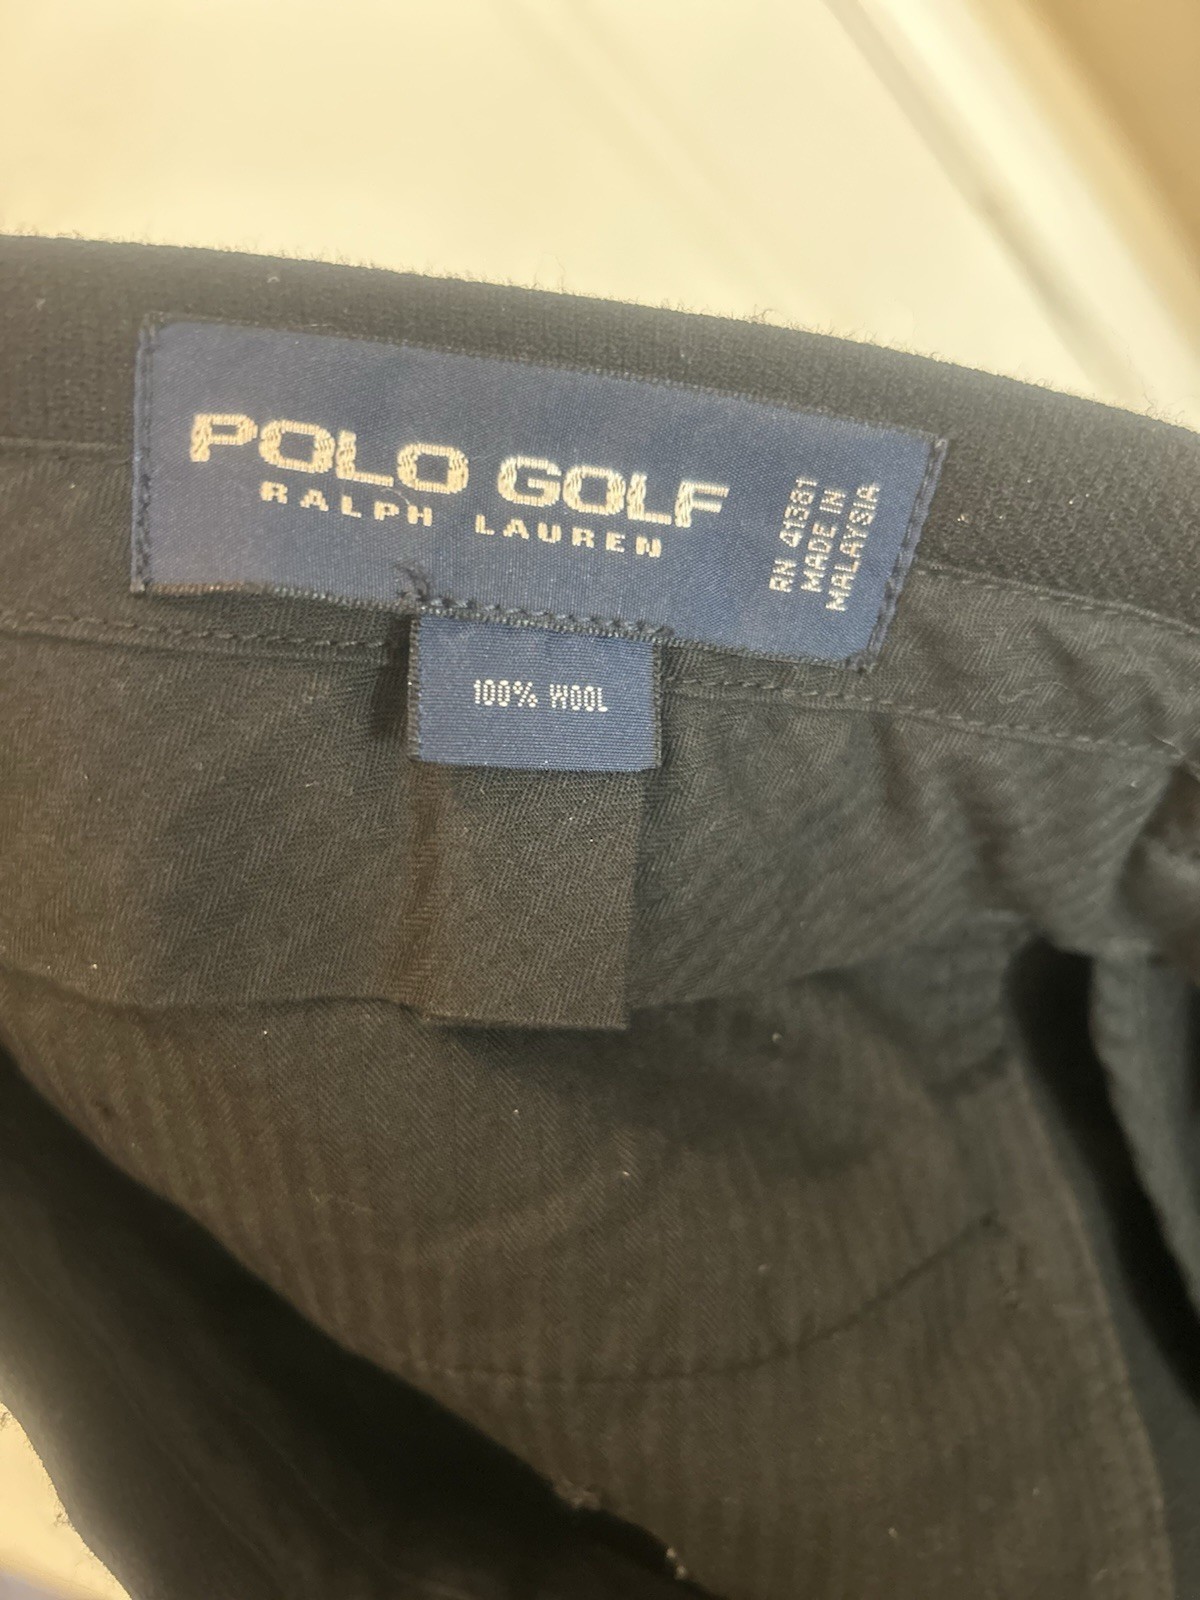 POLO GOLF
RALPH LAUREN
RN 41381
MADE IN
MALAYSIA
100% WOOL